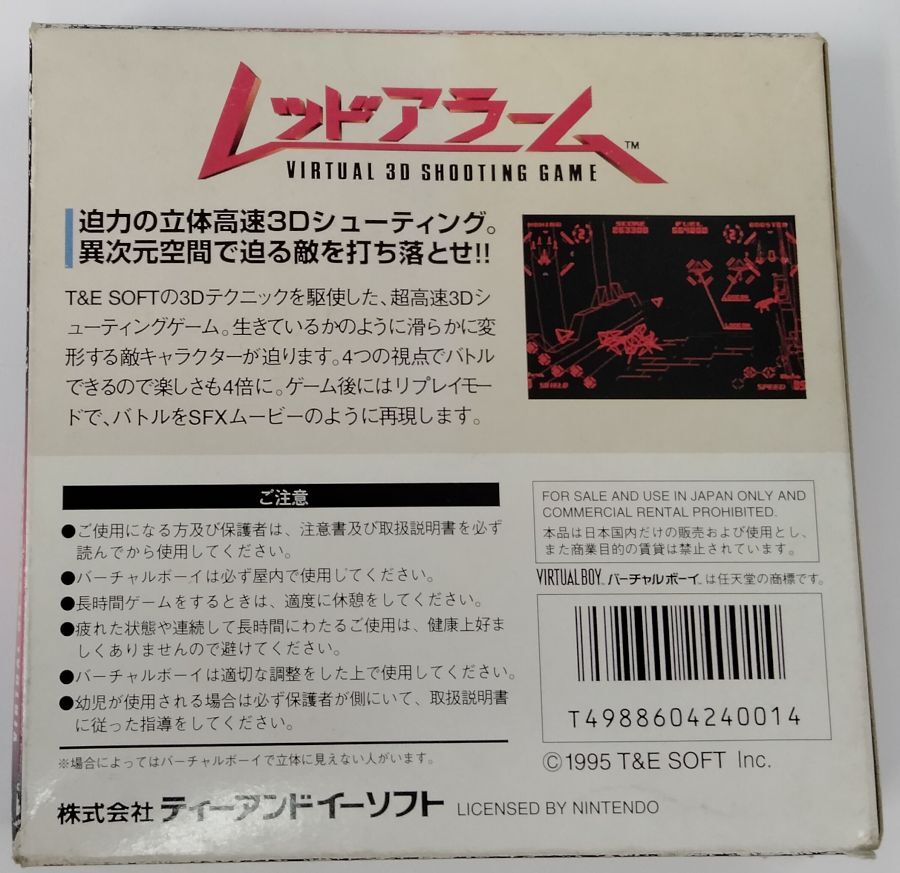 レッドアラーム™
VIRTUAL 3D SHOOTING GAME
迫力の立体高速3Dシューティング。
異次元空間で迫る敵を打ち落とせ!!
T&E SOFTの3Dテクニックを駆使した、超高速3Dシ
ューティングゲーム。生きているかのように滑らかに変
形する敵キャラクターが迫ります。4つの視点でバトル
できるので楽しさも4倍に。ゲーム後にはリプレイモー
ドで、バトルをSFXムービーのように再現します。
SCORE
FUEL
BOOSTER
SHIELD
SPEED
ご注意
●ご使用になる方及び保護者は、注意書及び取扱説明書を必ず
読んでから使用してください。
●バーチャルボーイは必ず屋内で使用してください。
●長時間ゲームをするときは、適度に休憩をしてください。
●疲れた状態や連続して長時間にわたるご使用は、健康上好ま
しくありませんので避けてください。
●バーチャルボーイは適切な調整をした上で使用してください。
●幼児が使用される場合は必ず保護者が側にいて、取扱説明書
に従った指導をしてください。
※場合によってはバーチャルボーイで立体に見えない人がいます。
株式会社 ティーアンドイーソフト LICENSED BY NINTENDO
FOR SALE AND USE IN JAPAN ONLY AND
COMMERCIAL RENTAL PROHIBITED.
本品は日本国内だけの販売および使用とし、
また商業目的の賃貸は禁止されています。
VIRTUAL BOY. バーチャルボーイ. は任天堂の商標です。
T4988604240014
©1995 T&E SOFT Inc.